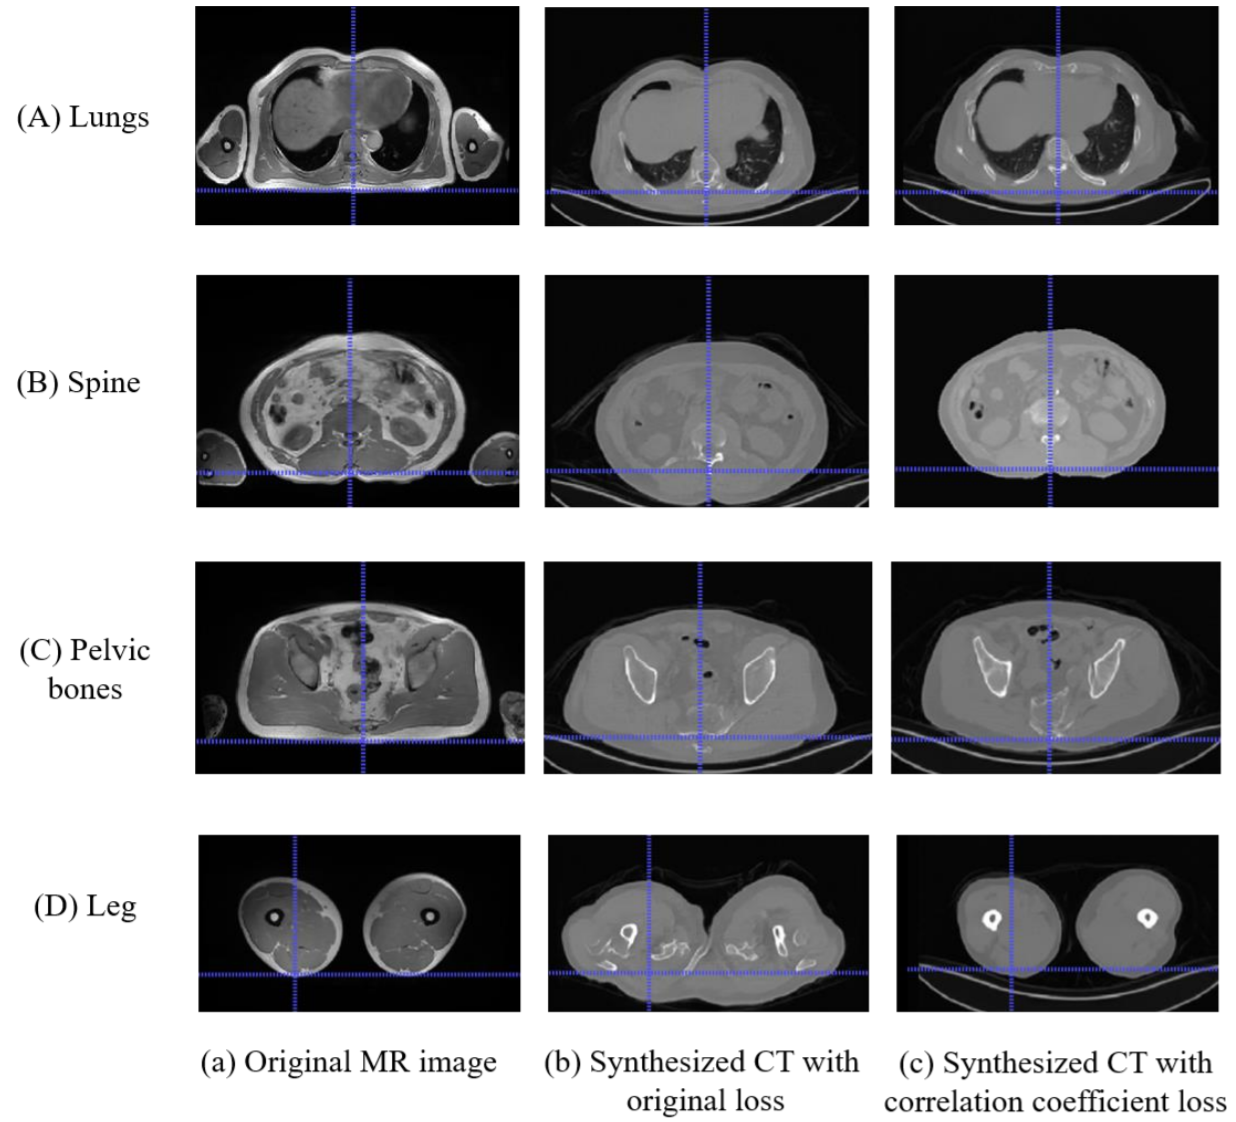 (A) Lungs
(B) Spine
(C) Pelvic
bones
(D) Leg
(a) Original MR image
(b) Synthesized CT with
original loss
(c) Synthesized CT with
correlation coefficient loss